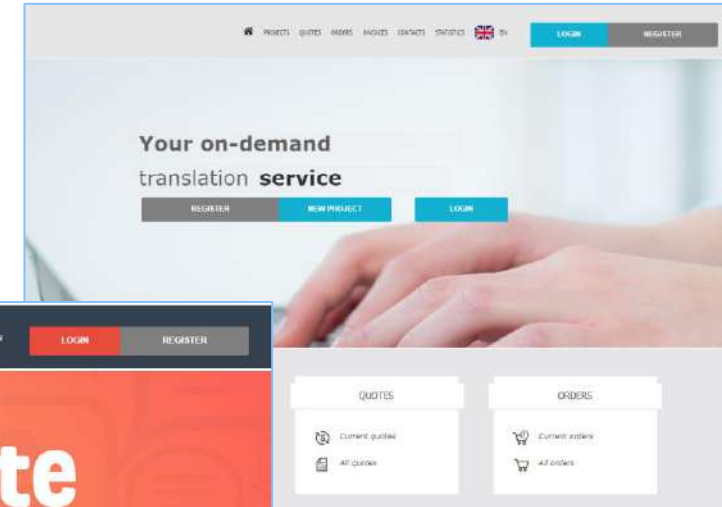 PROJECTS QUOTES ORDERS INVOICES CONTACTS STATISTICS EN LOGIN REGISTER
Your on-demand
translation service
REGISTER NEW PROJECT LOGIN
LOGIN REGISTER
te
QUOTES ORDERS
Current quotes Current orders
All quotes All orders